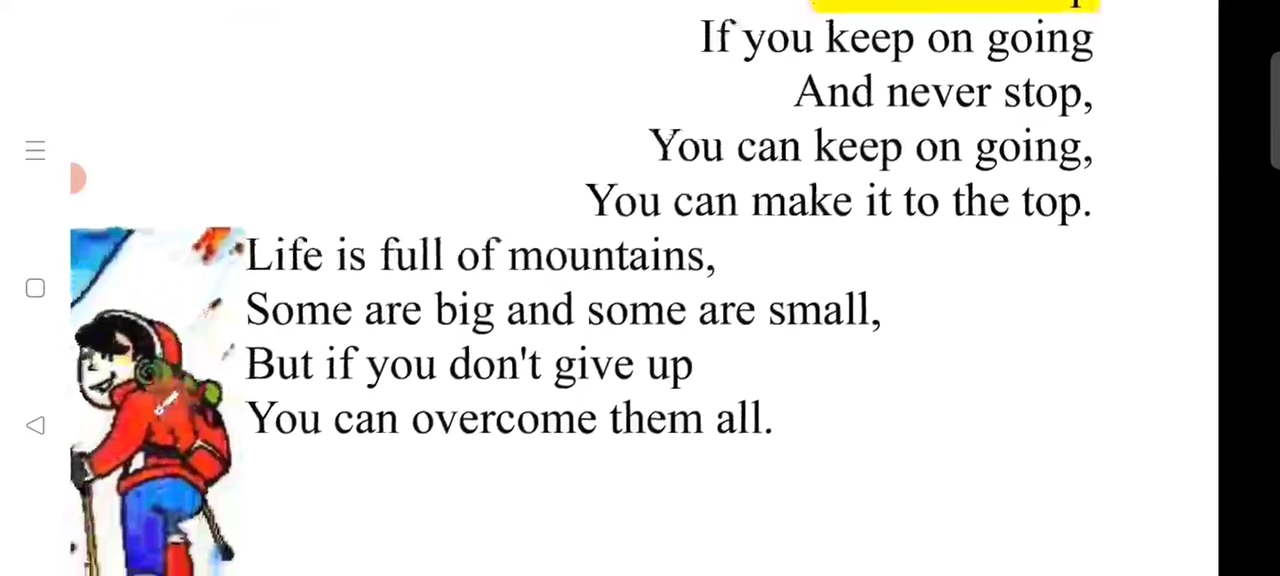 If you keep on going
And never stop,
You can keep on going,
You can make it to the top.
Life is full of mountains,
Some are big and some are small,
But if you don't give up
You can overcome them all.